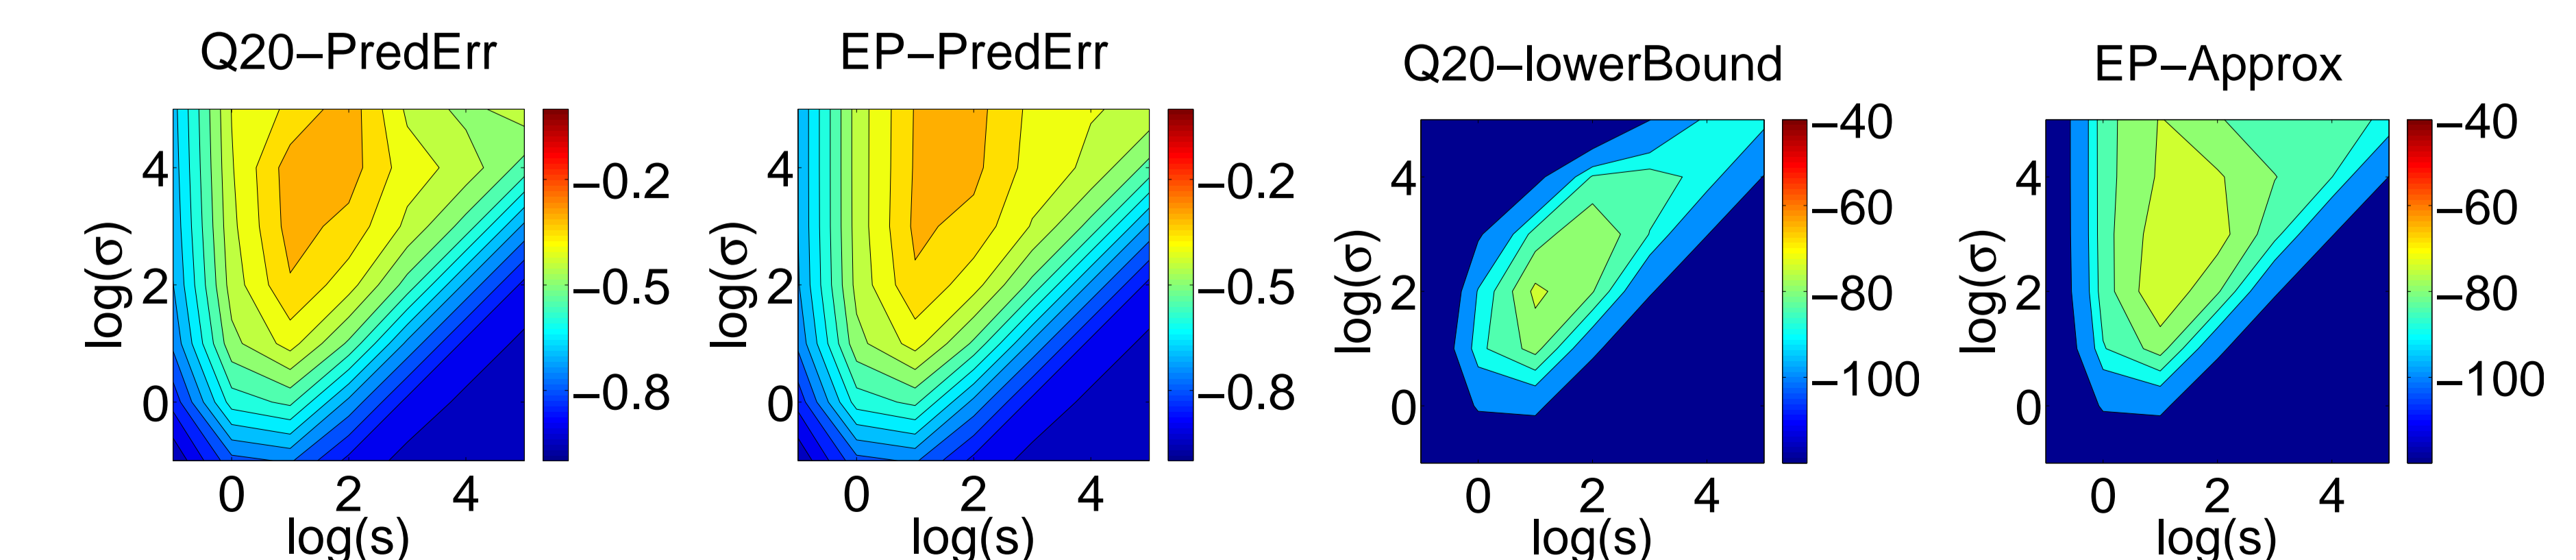 Q20–PredErr
log(σ)
4
2
0
0 2 4
log(s)
–0.2
–0.5
–0.8
EP–PredErr
log(σ)
4
2
0
0 2 4
log(s)
–0.2
–0.5
–0.8
Q20–lowerBound
log(σ)
4
2
0
0 2 4
log(s)
–40
–60
–80
–100
EP–Approx
log(σ)
4
2
0
0 2 4
log(s)
–40
–60
–80
–100